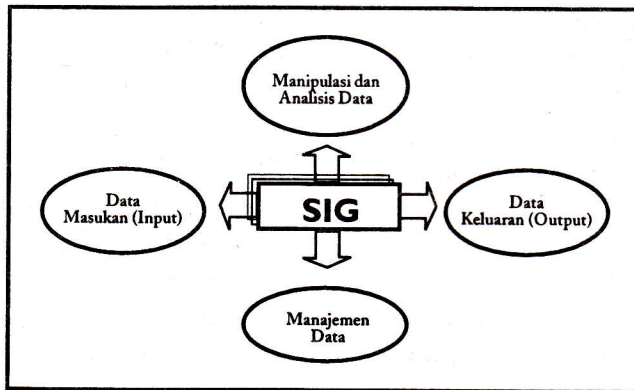 Manipulasi dan
Analisis Data
Data
Masukan (Input)
SIG
Data
Keluaran (Output)
Manajemen
Data